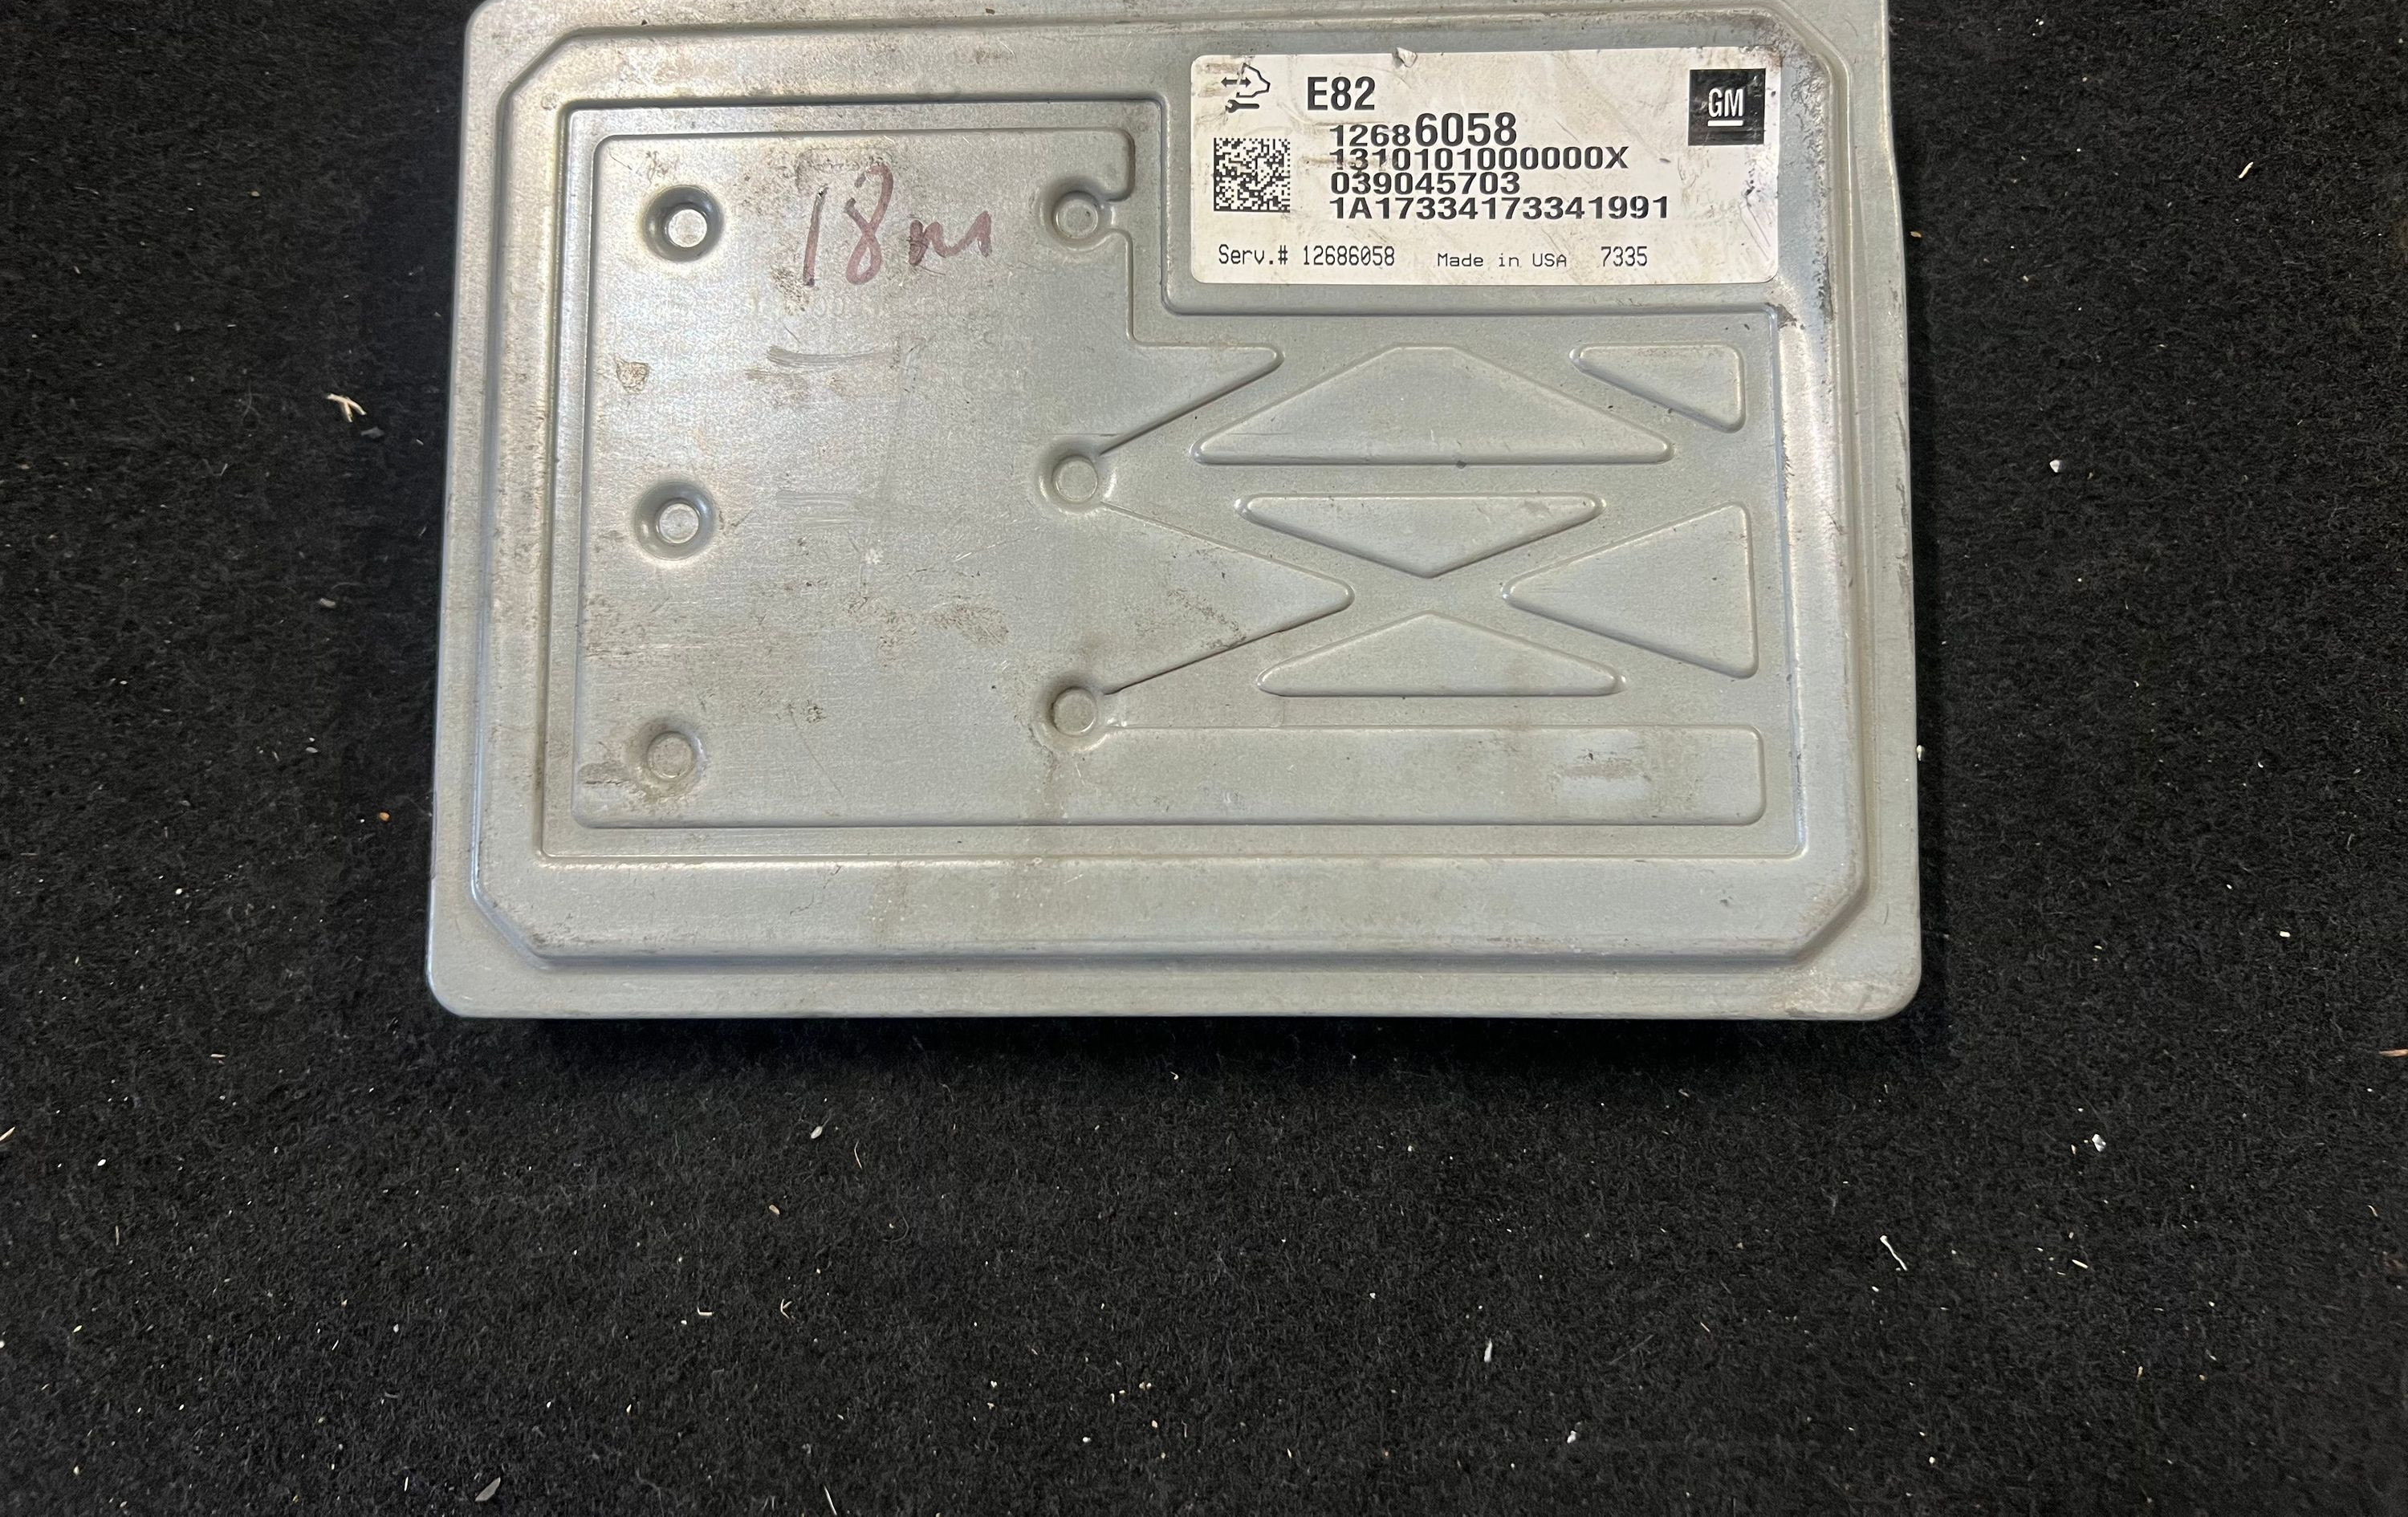 18m
E82
GM
12686058
1310101000000X
039045703
1A17334173341991
Serv.# 12686058 Made in USA 7335